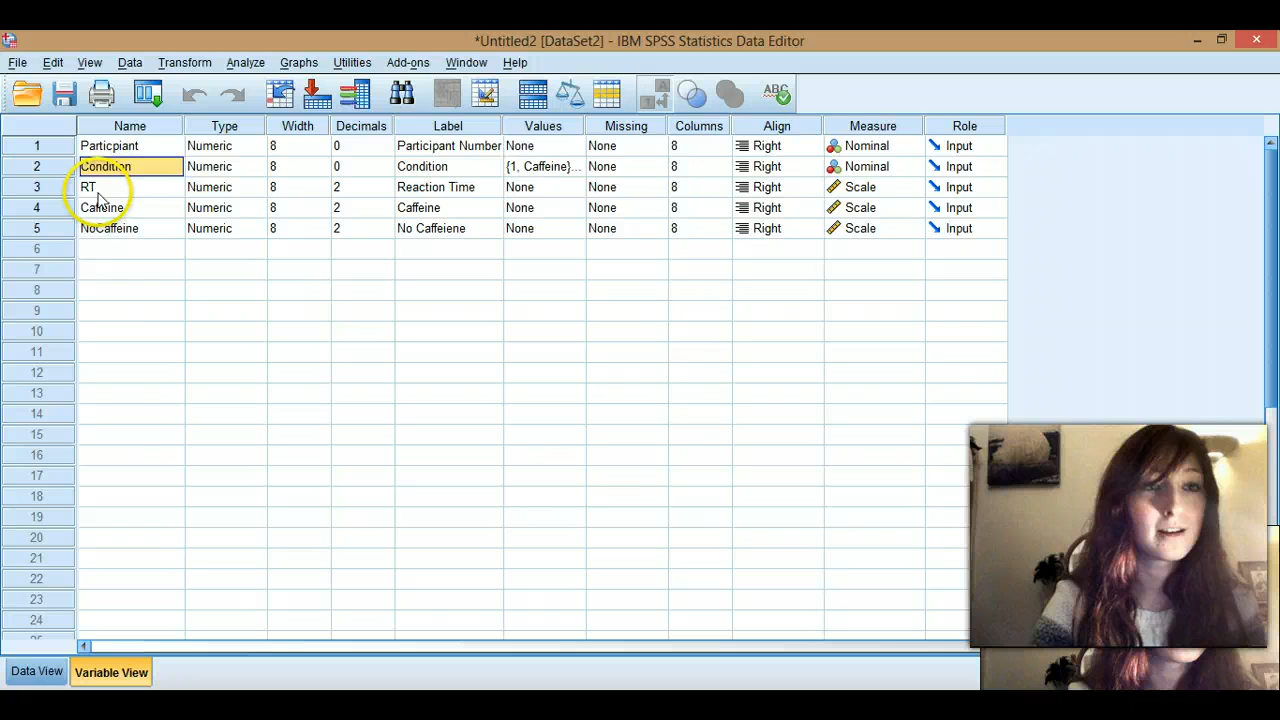 *Untitled2 [DataSet2] - IBM SPSS Statistics Data Editor
File Edit View Data Transform Analyze Graphs Utilities Add-ons Window Help
Name Type Width Decimals Label Values Missing Columns Align Measure Role
1 Particpiant Numeric 8 0 Participant Number None None 8 Right Nominal Input
2 Condition Numeric 8 0 Condition {1, Caffeine}... None 8 Right Nominal Input
3 RT Numeric 8 2 Reaction Time None None 8 Right Scale Input
4 Caffeine Numeric 8 2 Caffeine None None 8 Right Scale Input
5 NoCaffeine Numeric 8 2 No Caffeiene None None 8 Right Scale Input
6
7
8
9
10
11
12
13
14
15
16
17
18
19
20
21
22
23
24
25
Data View Variable View